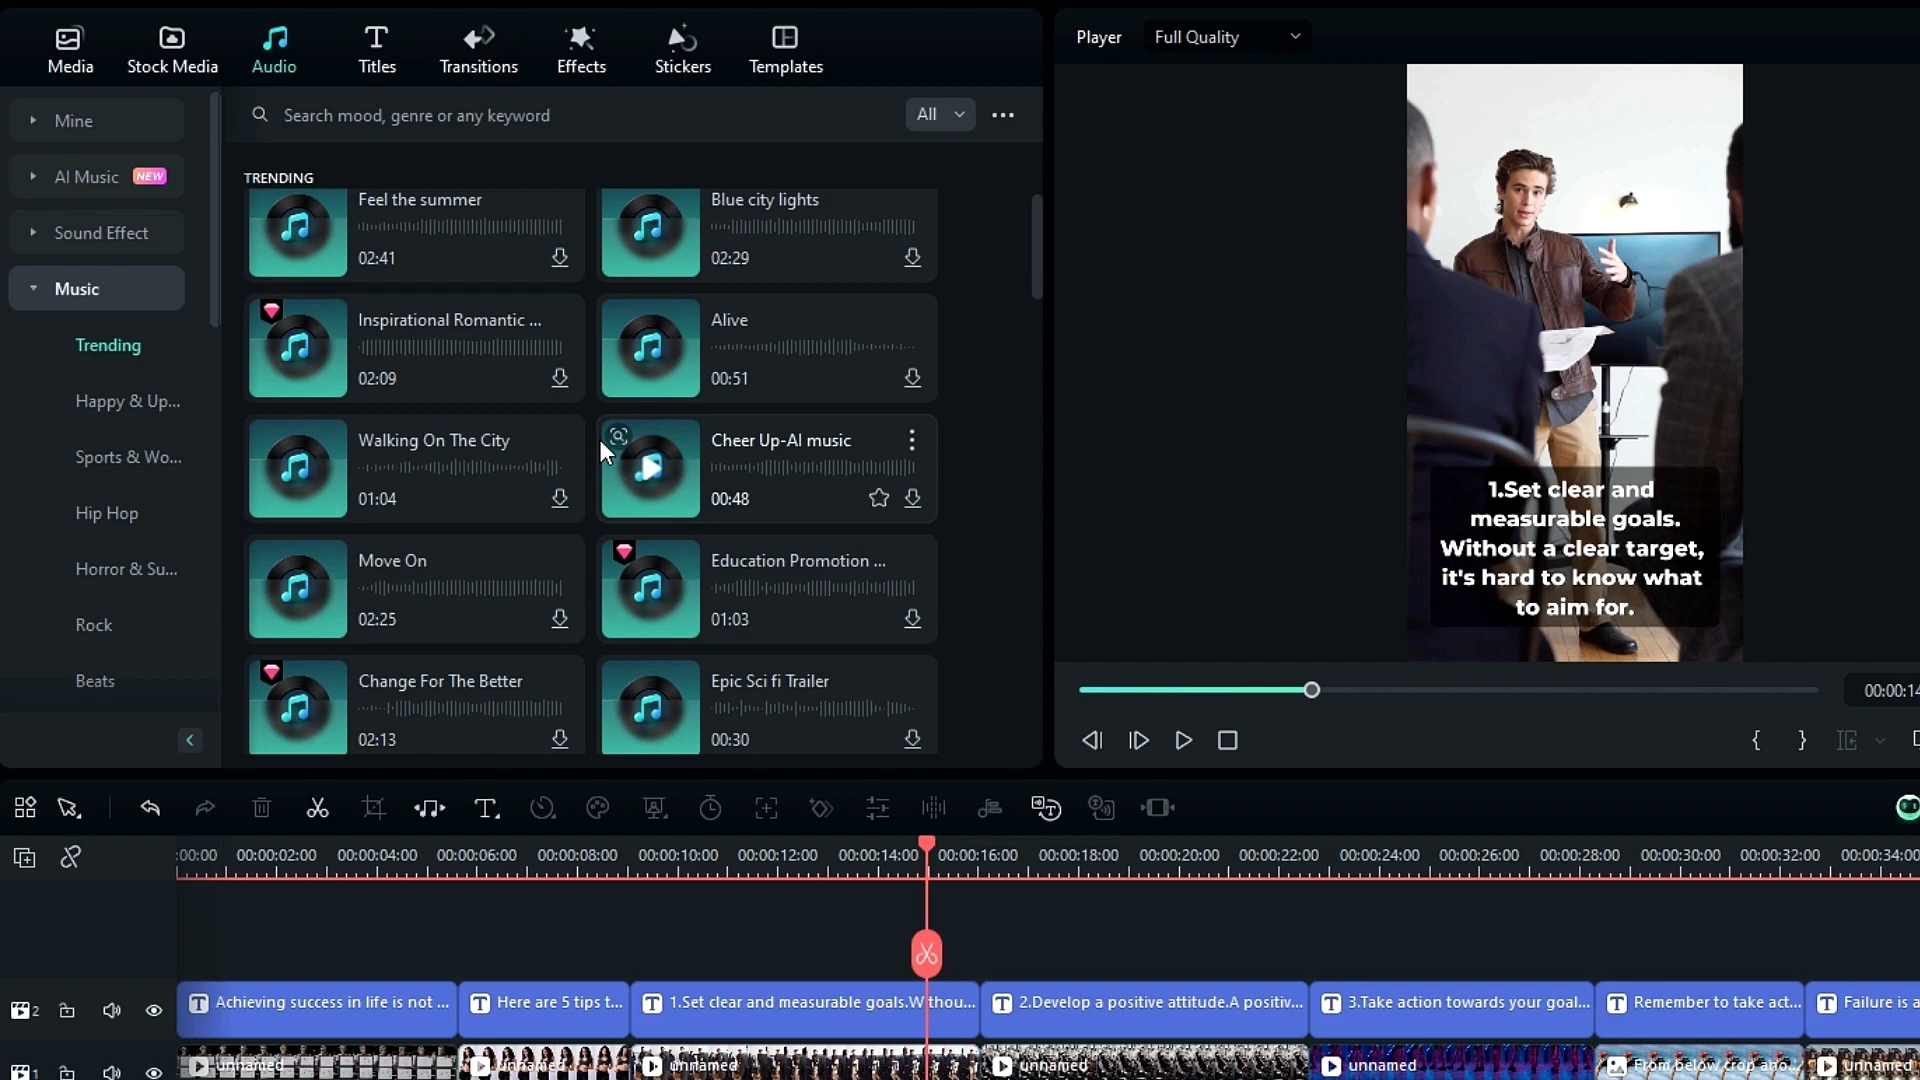 Media
Stock Media
Audio
Titles
Transitions
Effects
Stickers
Templates
Player
Full Quality
Mine
AI Music NEW
Sound Effect
Music
Trending
Happy & Up...
Sports & Wo...
Hip Hop
Horror & Su...
Rock
Beats
Search mood, genre or any keyword
All
TRENDING
Feel the summer
02:41
Blue city lights
02:29
Inspirational Romantic ...
02:09
Alive
00:51
Walking On The City
01:04
Cheer Up-AI music
00:48
Move On
02:25
Education Promotion ...
01:03
Change For The Better
02:13
Epic Sci fi Trailer
00:30
1.Set clear and
measurable goals.
Without a clear target,
it's hard to know what
to aim for.
00:00:14
:00:00
00:00:02:00
00:00:04:00
00:00:06:00
00:00:08:00
00:00:10:00
00:00:12:00
00:00:14:00
00:00:16:00
00:00:18:00
00:00:20:00
00:00:22:00
00:00:24:00
00:00:26:00
00:00:28:00
00:00:30:00
00:00:32:00
00:00:34:00
2
Achieving success in life is not ...
Here are 5 tips t...
1.Set clear and measurable goals.Withou...
2.Develop a positive attitude.A positiv...
3.Take action towards your goal...
Remember to take act...
Failure is a
1
unnamed
unnamed
unnamed
unnamed
unnamed
From below crop ano...
unnamed